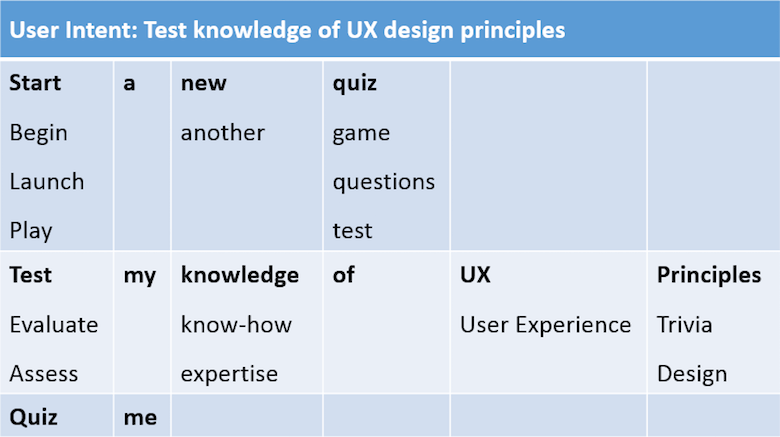 User Intent: Test knowledge of UX design principles
Start a new quiz
Begin another game
Launch questions
Play test
Test my knowledge of UX Principles
Evaluate know-how User Experience Trivia
Assess expertise Design
Quiz me